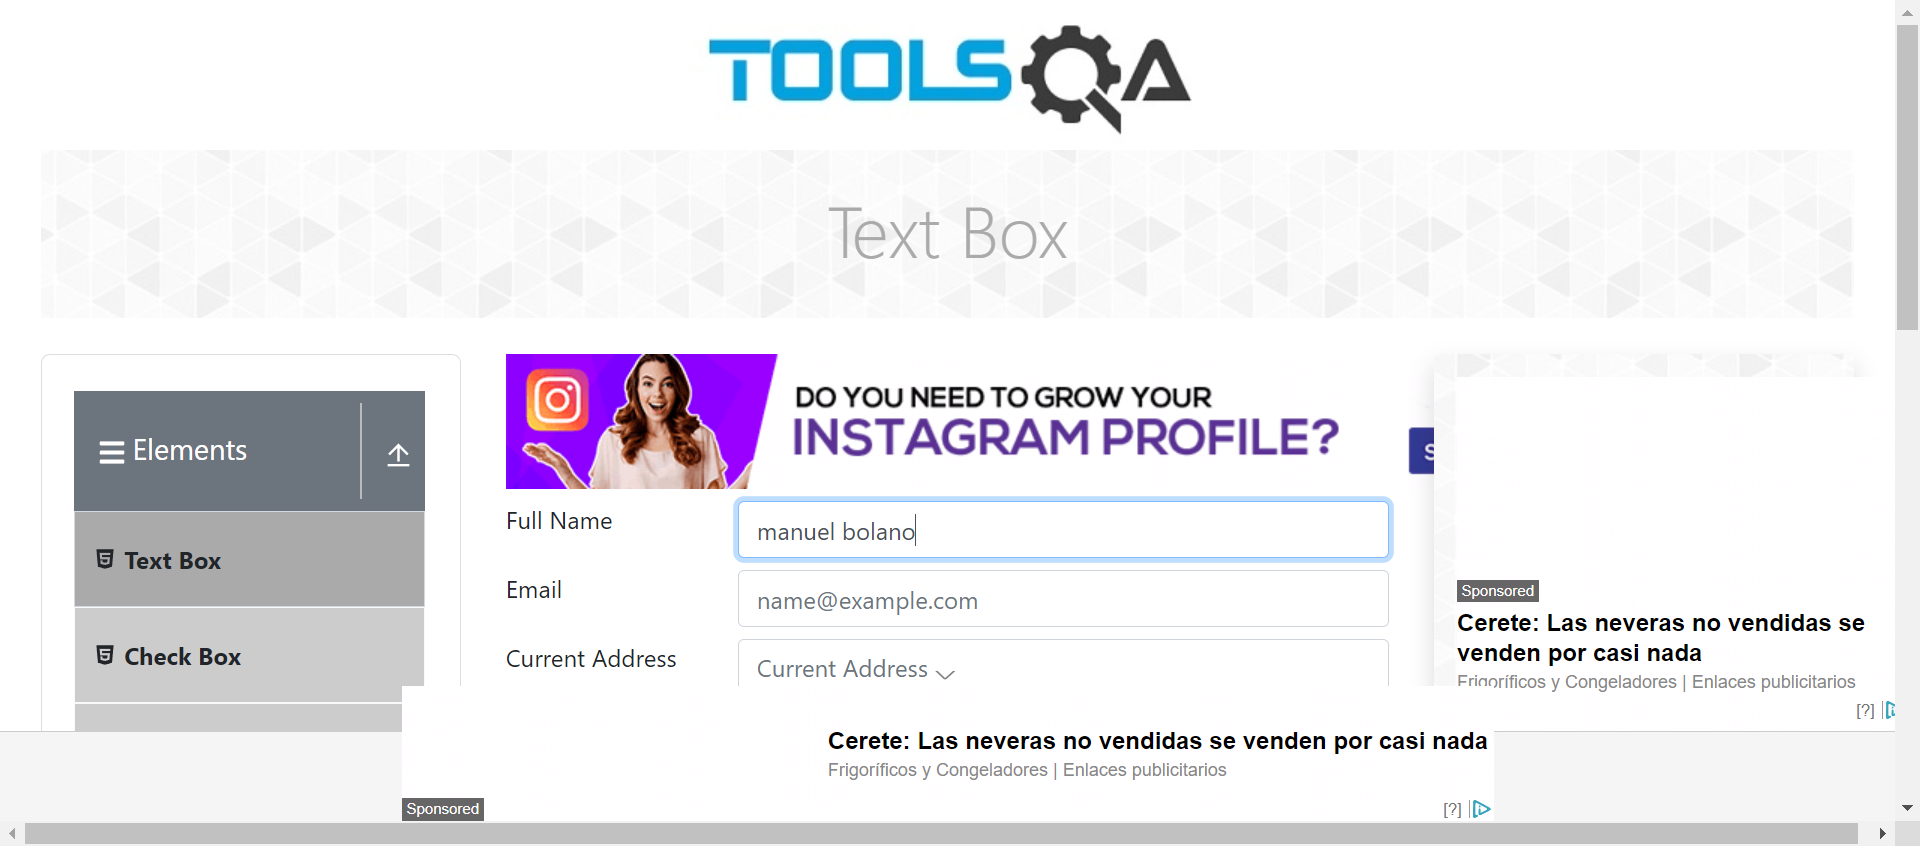 TOOLSQA
Text Box
Elements
Text Box
Check Box
DO YOU NEED TO GROW YOUR
INSTAGRAM PROFILE?
S
Full Name
manuel bolano
Email
name@example.com
Current Address
Current Address
Sponsored
Cerete: Las neveras no vendidas se
venden por casi nada
Frigoríficos y Congeladores | Enlaces publicitarios
[?]
Cerete: Las neveras no vendidas se venden por casi nada
Frigoríficos y Congeladores | Enlaces publicitarios
Sponsored
[?]